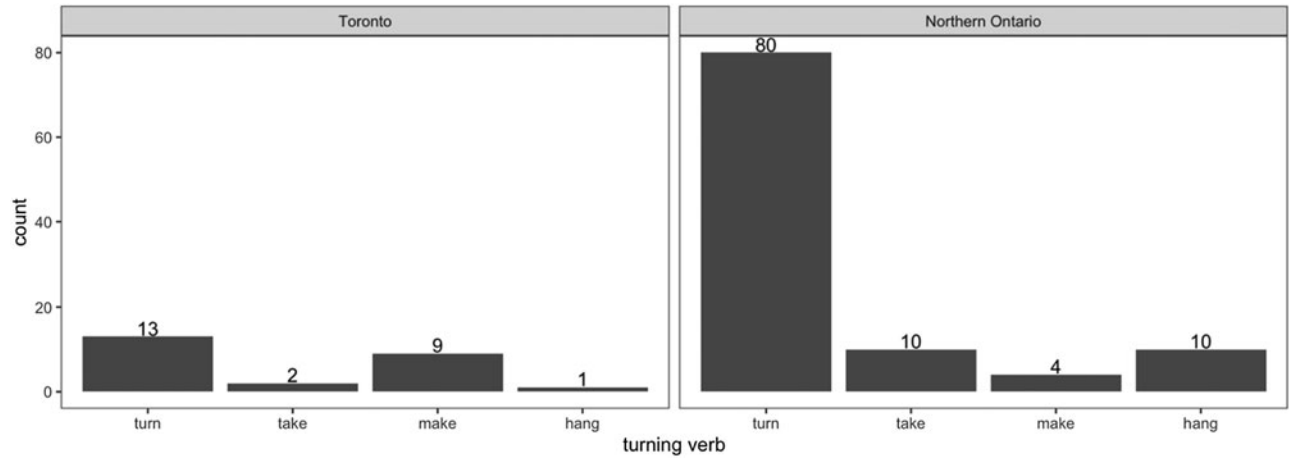 Toronto
Northern Ontario
count
80
60
40
20
0
13
2
9
1
80
10
4
10
turn take make hang
turn take make hang
turning verb